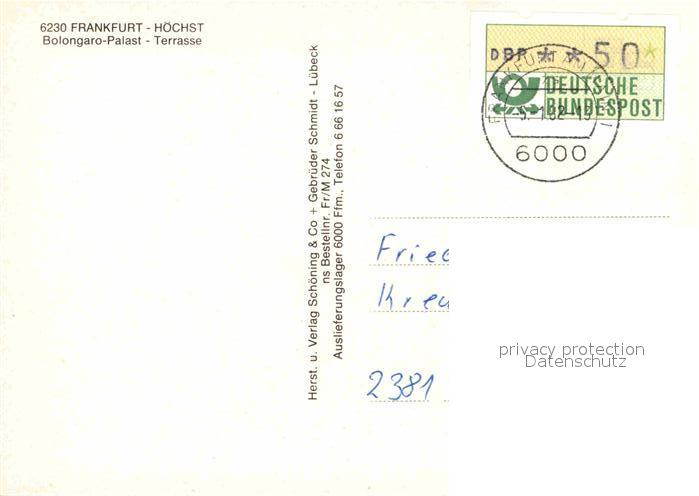 6230 FRANKFURT - HÖCHST
Bolongaro-Palast - Terrasse
Herst. u. Verlag Schöning & Co + Gebrüder Schmidt - Lübeck
ns Bestellnr. Fr/M 274
Auslieferungslager 6000 Ffm., Telefon 6 66 16 57
DBP ** 50
DEUTSCHE
BUNDESPOST
6000
Fried
Kreu
2381
privacy protection
Datenschutz